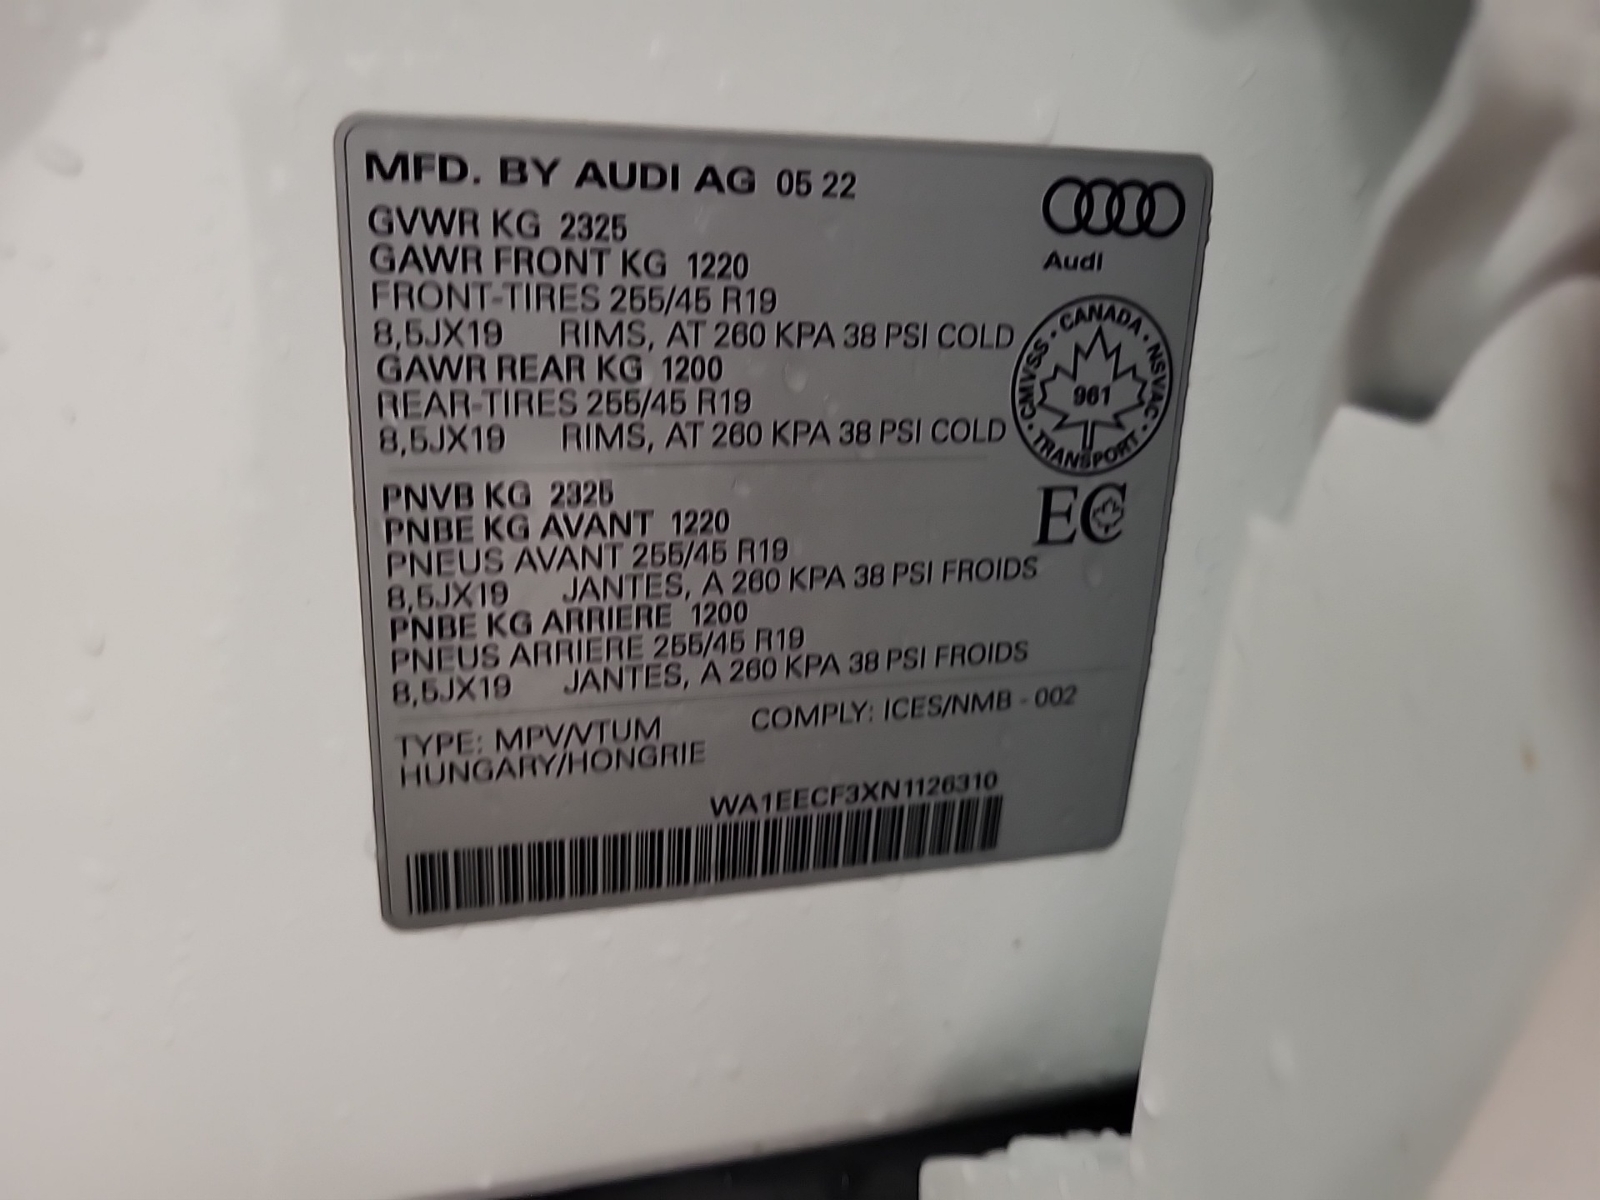 MFD. BY AUDI AG 05 22
GVWR KG 2325
GAWR FRONT KG 1220
FRONT-TIRES 255/45 R19
8,5JX19 RIMS, AT 260 KPA 38 PSI COLD
GAWR REAR KG 1200
REAR-TIRES 255/45 R19
8,5JX19 RIMS, AT 260 KPA 38 PSI COLD
Audi
CANADA · NSVAC · TRANSPORT · CMVSS ·
961
PNVB KG 2325
PNBE KG AVANT 1220
PNEUS AVANT 255/45 R19
8,5JX19 JANTES, A 260 KPA 38 PSI FROIDS
PNBE KG ARRIERE 1200
PNEUS ARRIERE 255/45 R19
8,5JX19 JANTES, A 260 KPA 38 PSI FROIDS
EC
TYPE: MPV/VTUM COMPLY: ICES/NMB - 002
HUNGARY/HONGRIE
WA1EECF3XN1126310